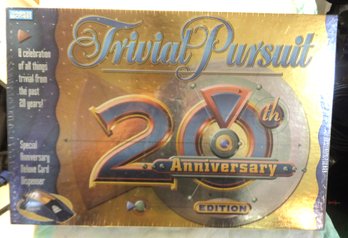 Trivial Pursuit
A celebration
of all things
trivial from
the past
20 years!
Special
Anniversary
Deluxe Card
Dispenser
20th
Anniversary
EDITION